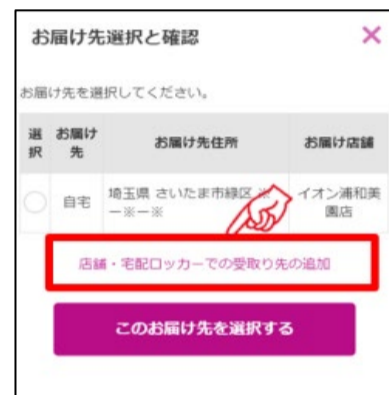 お届け先選択と確認 ×
お届け先を選択してください。
選択 お届け先 お届け先住所 お届け店舗
自宅 埼玉県 さいたま市緑区 ※ イオン浦和美
ー※ー※ 園店
店舗・宅配ロッカーでの受取り先の追加
このお届け先を選択する